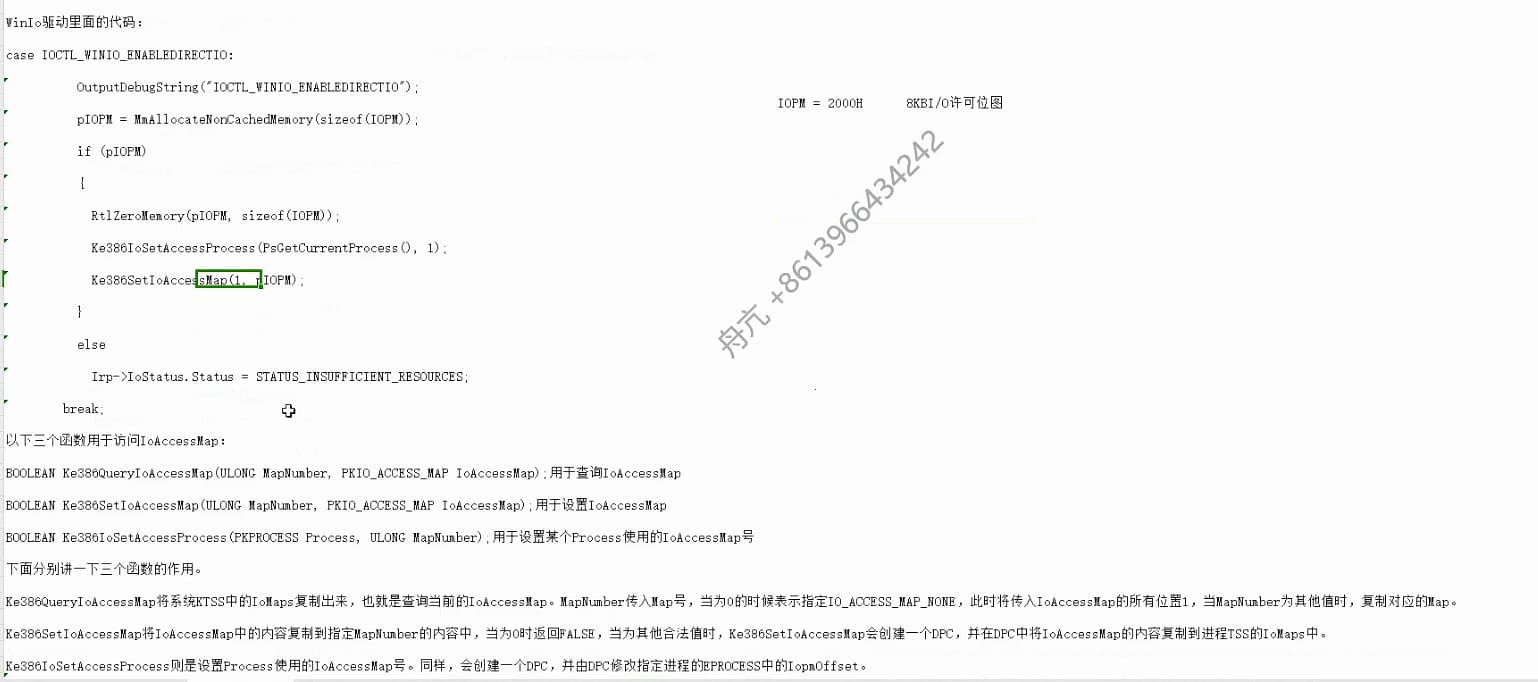 WinIo驱动里面的代码：
case IOCTL_WINIO_ENABLEDIRECTIO:
OutputDebugString("IOCTL_WINIO_ENABLEDIRECTIO");
IOPM = 2000H 8KBI/O许可位图
pIOPM = MmAllocateNonCachedMemory(sizeof(IOPM));
if (pIOPM)
{
RtlZeroMemory(pIOPM, sizeof(IOPM));
Ke386IoSetAccessProcess(PsGetCurrentProcess(), 1);
Ke386SetIoAccessMap(1, pIOPM);
}
else
Irp->IoStatus.Status = STATUS_INSUFFICIENT_RESOURCES;
break;
舟亢 +8613966434242
以下三个函数用于访问IoAccessMap：
BOOLEAN Ke386QueryIoAccessMap(ULONG MapNumber, PKIO_ACCESS_MAP IoAccessMap);用于查询IoAccessMap
BOOLEAN Ke386SetIoAccessMap(ULONG MapNumber, PKIO_ACCESS_MAP IoAccessMap);用于设置IoAccessMap
BOOLEAN Ke386IoSetAccessProcess(PKPROCESS Process, ULONG MapNumber);用于设置某个Process使用的IoAccessMap号
下面分别讲一下三个函数的作用。
Ke386QueryIoAccessMap将系统KTSS中的IoMaps复制出来，也就是查询当前的IoAccessMap。MapNumber传入Map号，当为0的时候表示指定IO_ACCESS_MAP_NONE，此时将传入IoAccessMap的所有位置1，当MapNumber为其他值时，复制对应的Map。
Ke386SetIoAccessMap将IoAccessMap中的内容复制到指定MapNumber的内容中，当为0时返回FALSE，当为其他合法值时，Ke386SetIoAccessMap会创建一个DPC，并在DPC中将IoAccessMap的内容复制到进程TSS的IoMaps中。
Ke386IoSetAccessProcess则是设置Process使用的IoAccessMap号。同样，会创建一个DPC，并由DPC修改指定进程的EPROCESS中的IopmOffset。